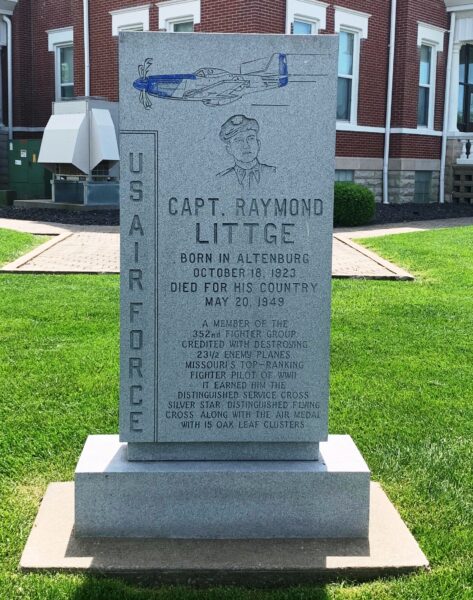 US AIR FORCE
CAPT. RAYMOND
LITTGE
BORN IN ALTENBURG
OCTOBER 18, 1923
DIED FOR HIS COUNTRY
MAY 20, 1949
A MEMBER OF THE
352nd FIGHTER GROUP
CREDITED WITH DESTROYING
23½ ENEMY PLANES
MISSOURI'S TOP-RANKING
FIGHTER PILOT OF WWII
IT EARNED HIM THE
DISTINGUISHED SERVICE CROSS
SILVER STAR, DISTINGUISHED FLYING
CROSS ALONG WITH THE AIR MEDAL
WITH 15 OAK LEAF CLUSTERS